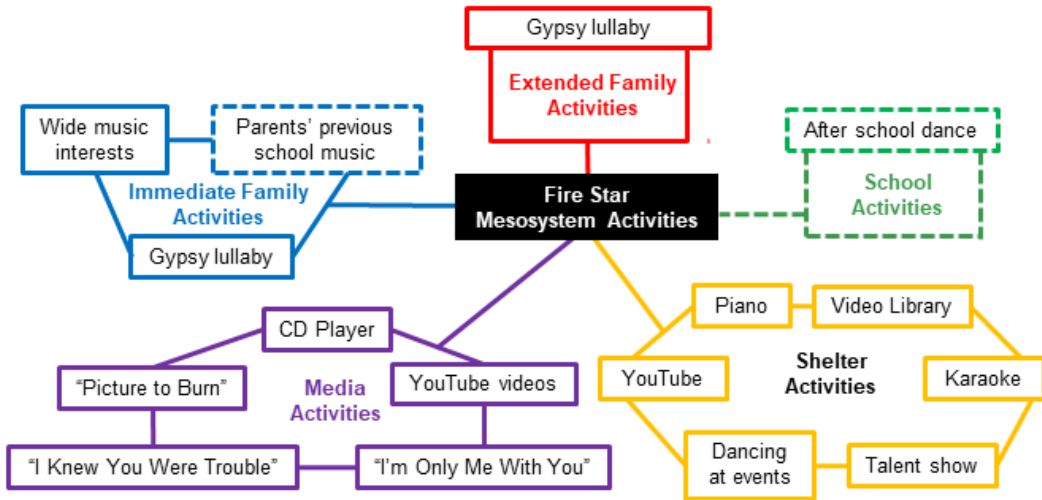 Gypsy lullaby
Extended Family
Activities
Wide music
interests
Parents’ previous
school music
Immediate Family
Activities
Gypsy lullaby
After school dance
School
Activities
Fire Star
Mesosystem Activities
CD Player
“Picture to Burn”
Media
Activities
YouTube videos
“I Knew You Were Trouble”
“I’m Only Me With You”
Piano
Video Library
YouTube
Shelter
Activities
Karaoke
Dancing
at events
Talent show